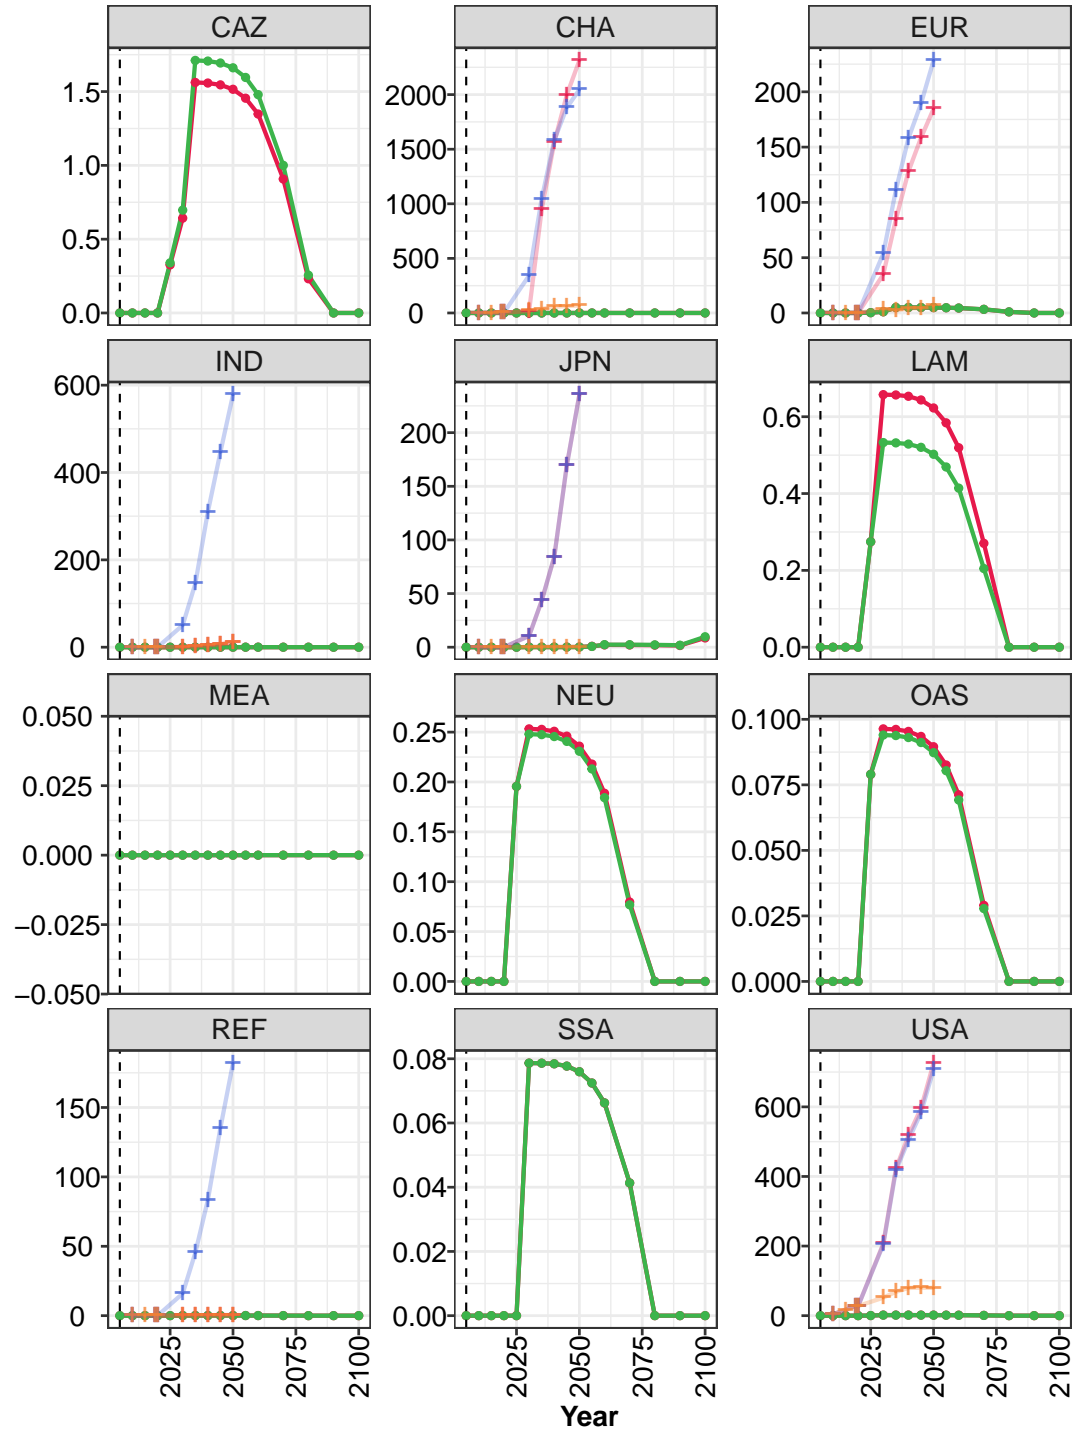 CAZ CHA EUR
1.5 2000 200
1.0 1500 150
1000 100
0.5 500 50
0.0 0 0
IND JPN LAM
600 200 0.6
400 150 0.4
200 100 0.2
50
0 0 0.0
MEA NEU OAS
0.050 0.25 0.100
0.025 0.20 0.075
0.000 0.15 0.050
−0.025 0.10 0.025
0.05
−0.050 0.00 0.000
REF SSA USA
150 0.08 600
100 0.06 400
0.04
50 0.02 200
0 0.00 0
2025 2050 2075 2100 2025 2050 2075 2100 2025 2050 2075 2100
Year